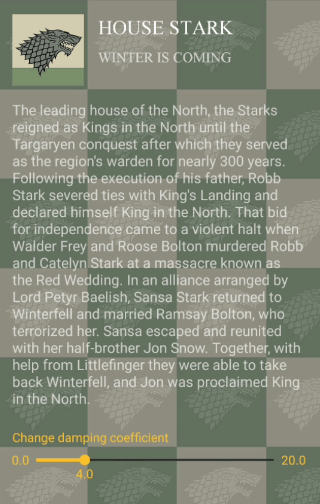 HOUSE STARK
WINTER IS COMING
The leading house of the North, the Starks
reigned as Kings in the North until the
Targaryen conquest after which they served
as the region's warden for nearly 300 years.
Following the execution of his father, Robb
Stark severed ties with King's Landing and
declared himself King in the North. That bid
for independence came to a violent halt when
Walder Frey and Roose Bolton murdered Robb
and Catelyn Stark at a massacre known as
the Red Wedding. In an alliance arranged by
Lord Petyr Baelish, Sansa Stark returned to
Winterfell and married Ramsay Bolton, who
terrorized her. Sansa escaped and reunited
with her half-brother Jon Snow. Together, with
help from Littlefinger they were able to take
back Winterfell, and Jon was proclaimed King
in the North.
Change damping coefficient
0.0 20.0
4.0